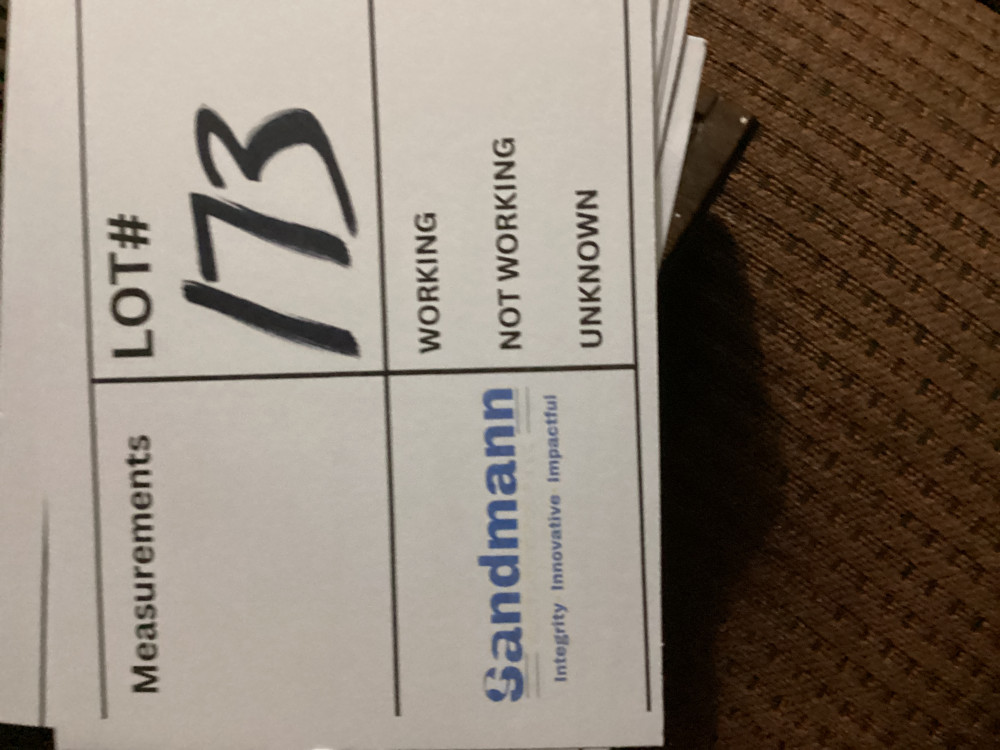 Measurements
LOT#
173
Sandmann
Integrity Innovative Impactful
WORKING
NOT WORKING
UNKNOWN